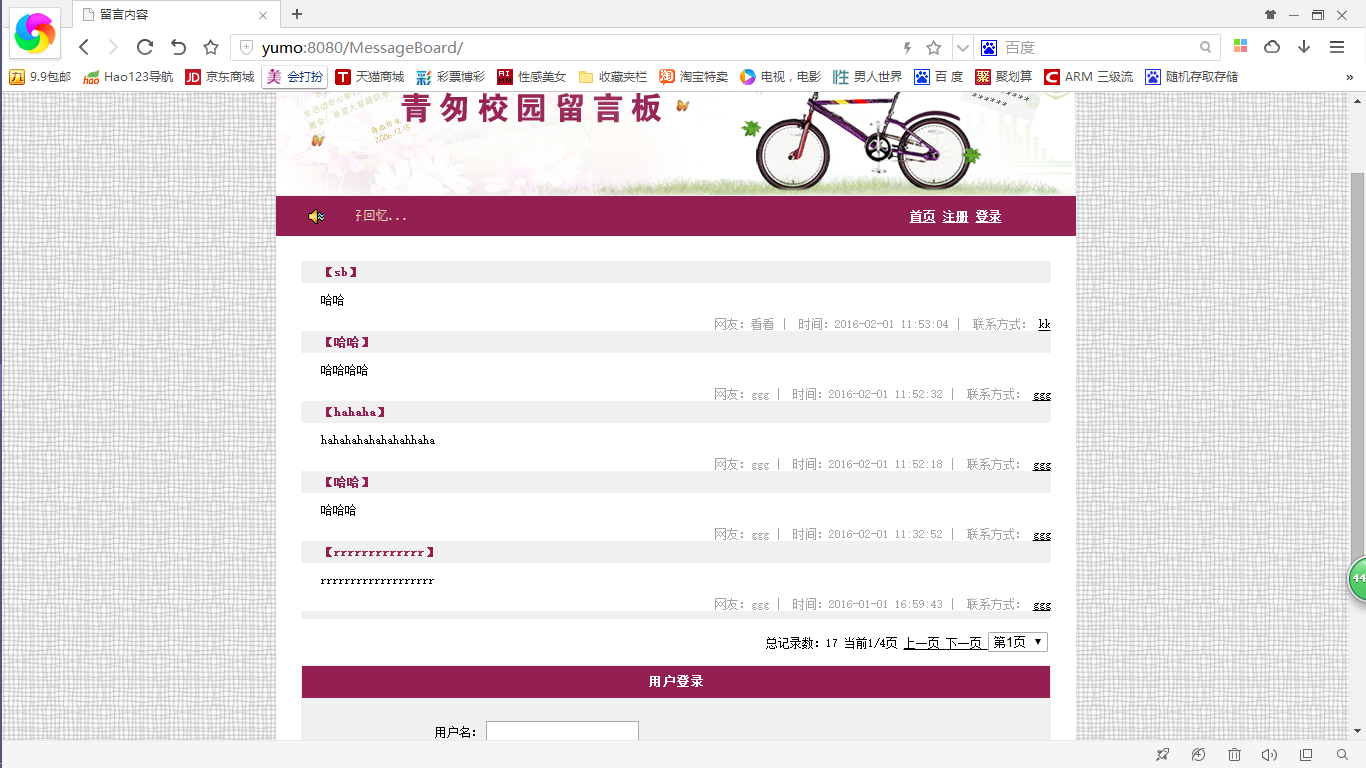 留言内容
yumo:8080/MessageBoard/
百度
9.9包邮 Hao123导航 京东商城 会打扮 天猫商城 彩票博彩 性感美女 收藏夹栏 淘宝特卖 电视，电影 男人世界 百 度 聚划算 ARM 三级流 随机存取存储 »
青匆校园留言板
2006.12.15
******
子回忆...
首页 注册 登录
【sb】
哈哈
网友：看看 | 时间：2016-02-01 11:53:04 | 联系方式： kk
【哈哈】
哈哈哈哈
网友：ggg | 时间：2016-02-01 11:52:32 | 联系方式： ggg
【hahaha】
hahahahahahahahhaha
网友：ggg | 时间：2016-02-01 11:52:18 | 联系方式： ggg
【哈哈】
哈哈哈
网友：ggg | 时间：2016-02-01 11:32:52 | 联系方式： ggg
【rrrrrrrrrrrrr】
rrrrrrrrrrrrrrrrrrr
网友：ggg | 时间：2016-01-01 16:59:43 | 联系方式： ggg
44
总记录数：17 当前1/4页 上一页 下一页 第1页
用户登录
用户名：